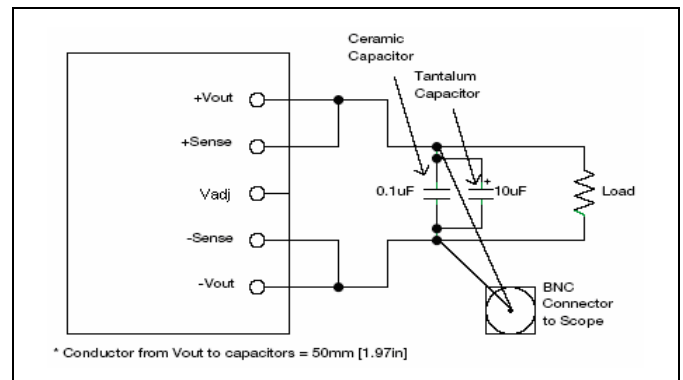 Ceramic
Capacitor
Tantalum
Capacitor
+Vout
+Sense
Vadj
-Sense
-Vout
0.1uF
+
10uF
Load
BNC
Connector
to Scope
* Conductor from Vout to capacitors = 50mm [1.97in]